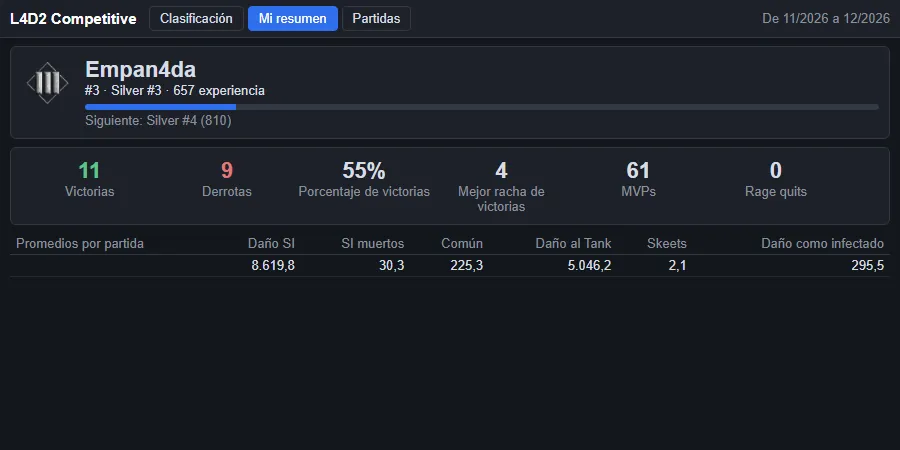 L4D2 Competitive Clasificación Mi resumen Partidas De 11/2026 a 12/2026
Empan4da
#3 · Silver #3 · 657 experiencia
Siguiente: Silver #4 (810)
11 9 55% 4 61 0
Victorias Derrotas Porcentaje de victorias Mejor racha de victorias MVPs Rage quits
Promedios por partida Daño SI SI muertos Común Daño al Tank Skeets Daño como infectado
8.619,8 30,3 225,3 5.046,2 2,1 295,5